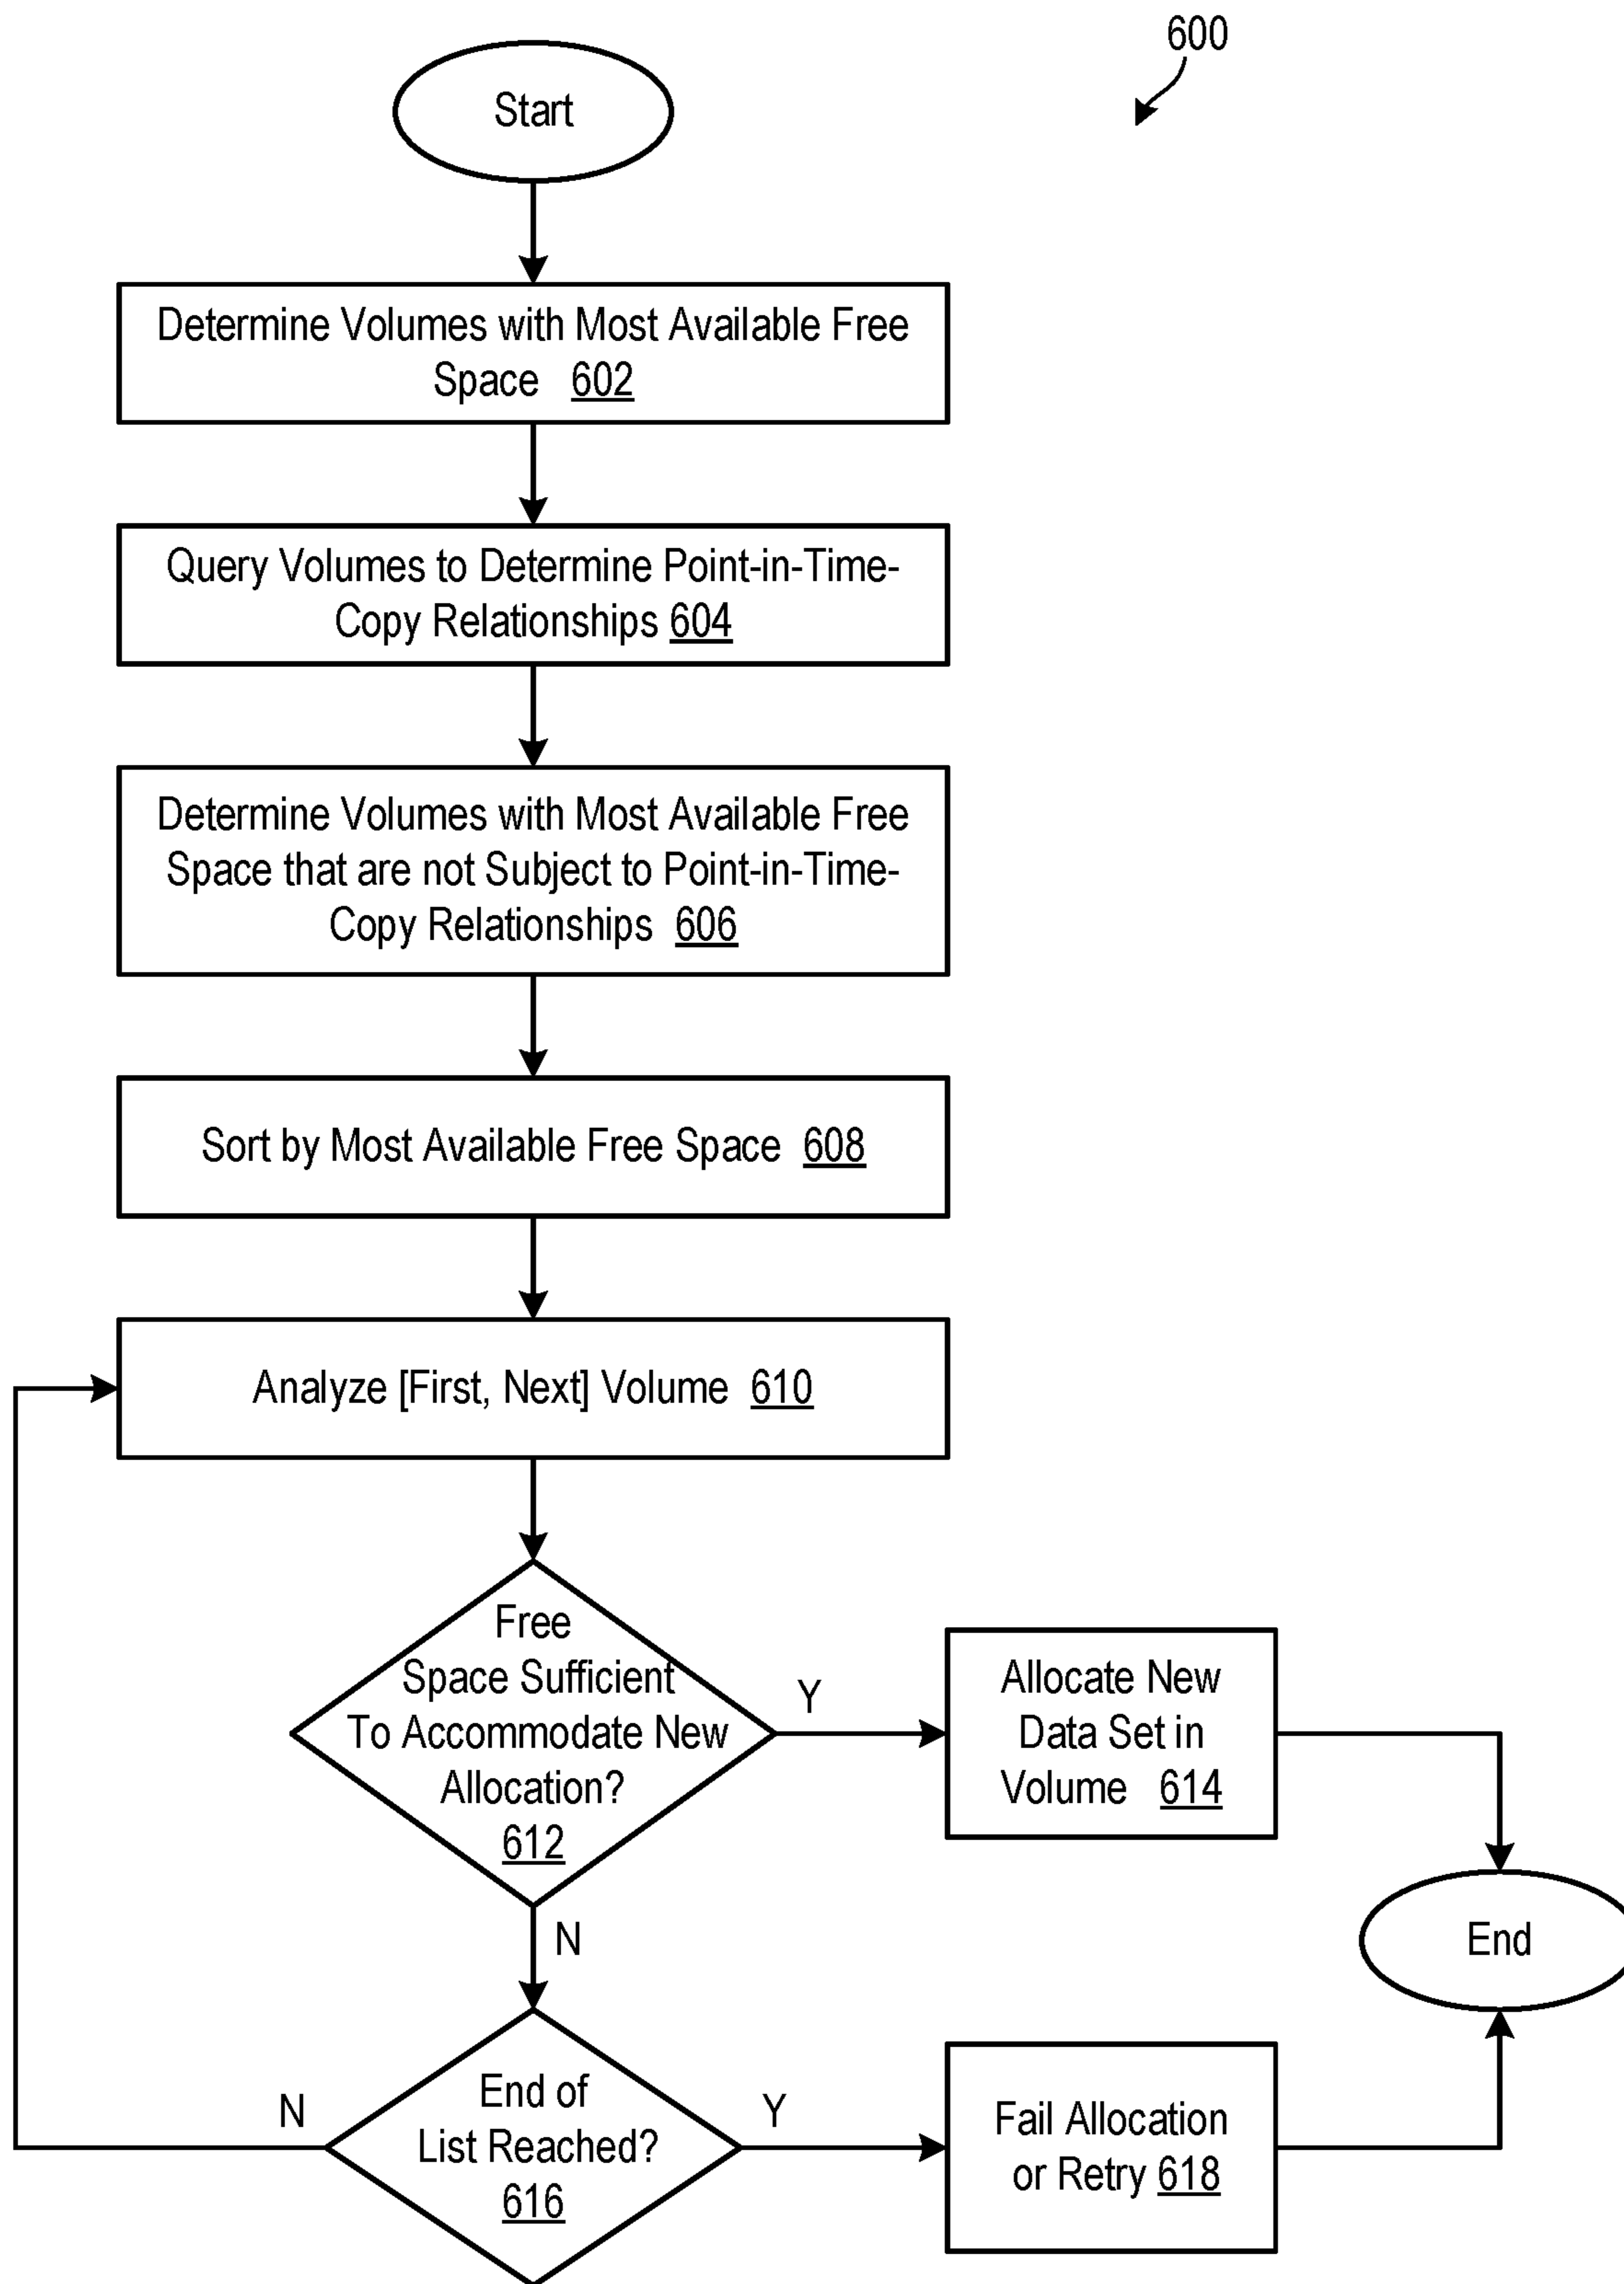 600
Start
Determine Volumes with Most Available Free
Space 602
Query Volumes to Determine Point-in-Time-
Copy Relationships 604
Determine Volumes with Most Available Free
Space that are not Subject to Point-in-Time-
Copy Relationships 606
Sort by Most Available Free Space 608
Analyze [First, Next] Volume 610
Free
Space Sufficient
To Accommodate New
Allocation?
612
Y
Allocate New
Data Set in
Volume 614
N
End
End of
List Reached?
616
N
Y
Fail Allocation
or Retry 618